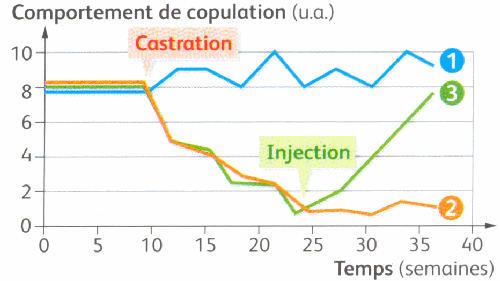 Comportement de copulation (u.a.)
10
Castration
1
8
3
6
4
Injection
2
2
0
0 5 10 15 20 25 30 35 40
Temps (semaines)